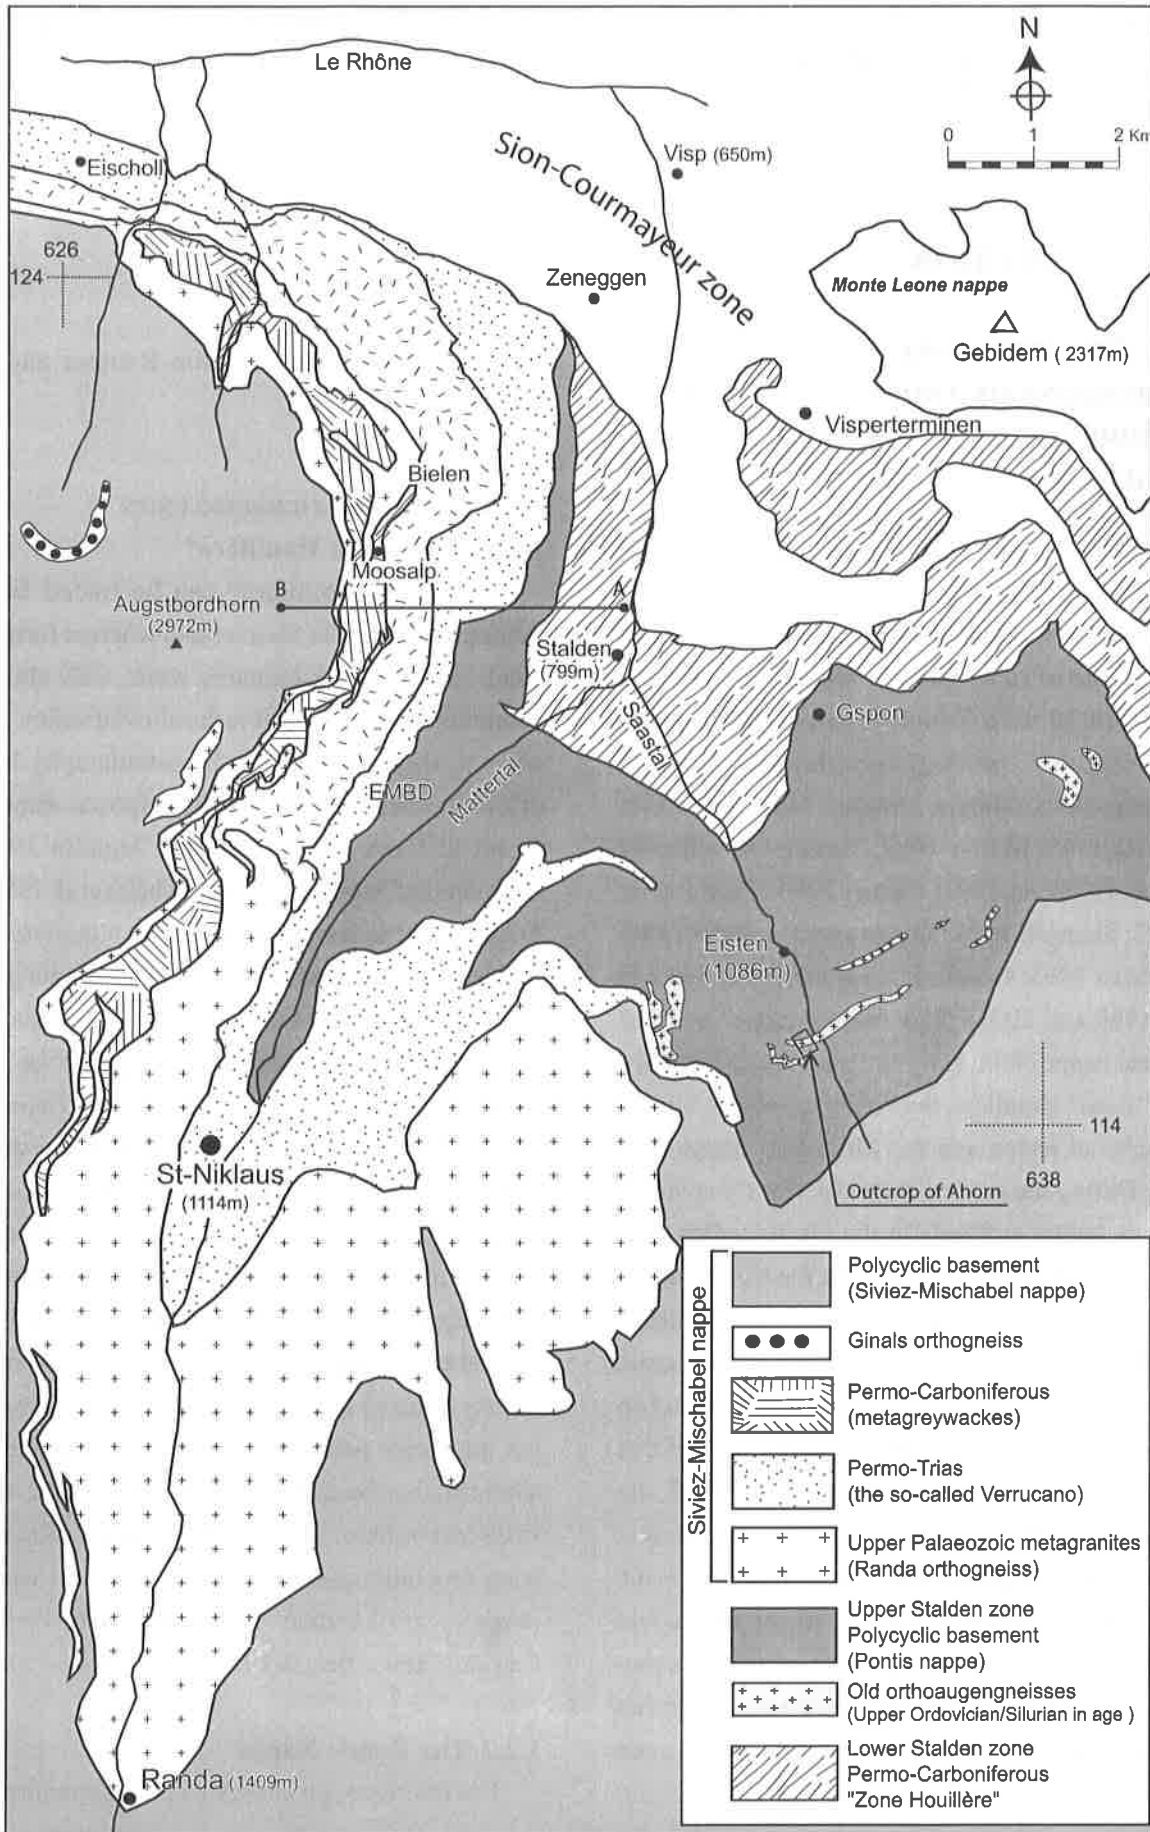 Le Rhône
N
0 1 2 Km
Sion-Courmayeur zone
Visp (650m)
Eischoll
626
124
Zeneggen
Monte Leone nappe
Gebidem ( 2317m)
Visperterminen
Bielen
Moosalp
B
A
Augstbordhorn
(2972m)
Stalden
(799m)
Gspon
Saastal
EMBD
Mattertal
Eisten
(1086m)
114
638
St-Niklaus
(1114m)
Outcrop of Ahorn
Siviez-Mischabel nappe
Polycyclic basement
(Siviez-Mischabel nappe)
Ginals orthogneiss
Permo-Carboniferous
(metagreywackes)
Permo-Trias
(the so-called Verrucano)
Upper Palaeozoic metagranites
(Randa orthogneiss)
Upper Stalden zone
Polycyclic basement
(Pontis nappe)
Old orthoaugengneisses
(Upper Ordovician/Silurian in age )
Lower Stalden zone
Permo-Carboniferous
"Zone Houillère"
Randa (1409m)